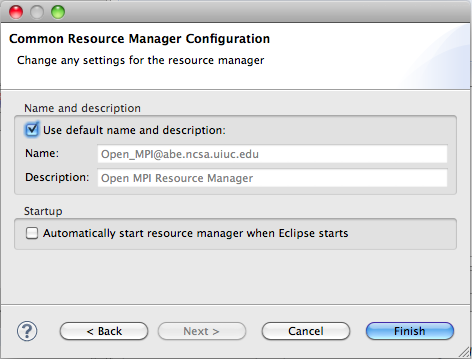 Common Resource Manager Configuration
Change any settings for the resource manager
Name and description
Use default name and description:
Name: Open_MPI@abe.ncsa.uiuc.edu
Description: Open MPI Resource Manager
Startup
Automatically start resource manager when Eclipse starts
? < Back Next > Cancel Finish